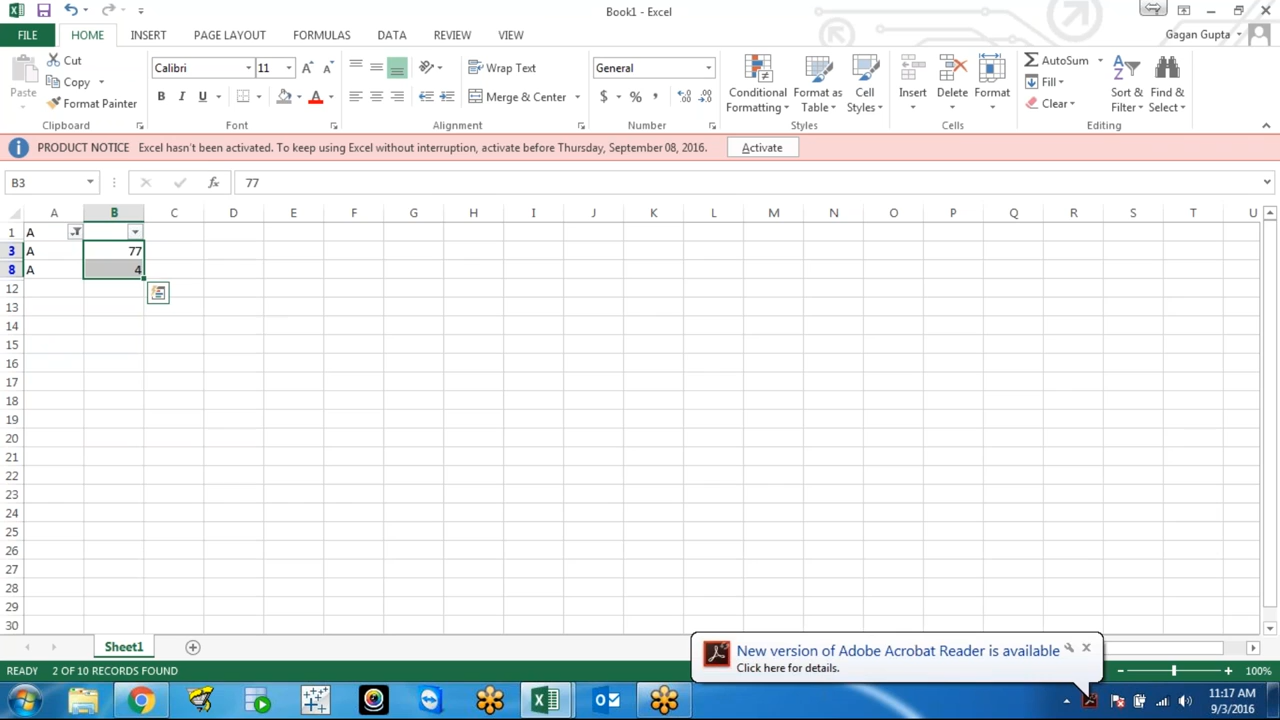 Book1 - Excel
FILE HOME INSERT PAGE LAYOUT FORMULAS DATA REVIEW VIEW Gagan Gupta
Paste Cut Copy Format Painter
Calibri 11 B I U A
Wrap Text Merge & Center
General $ % ,
Conditional Formatting Format as Table Cell Styles
Insert Delete Format
AutoSum Fill Clear Sort & Filter Find & Select
Clipboard Font Alignment Number Styles Cells Editing
PRODUCT NOTICE Excel hasn't been activated. To keep using Excel without interruption, activate before Thursday, September 08, 2016. Activate
B3 fx 77
A B C D E F G H I J K L M N O P Q R S T U
1 A
3 A 77
8 A 4
12
13
14
15
16
17
18
19
20
21
22
23
24
25
26
27
28
29
30
Sheet1
New version of Adobe Acrobat Reader is available
Click here for details.
READY 2 OF 10 RECORDS FOUND 100%
11:17 AM
9/3/2016